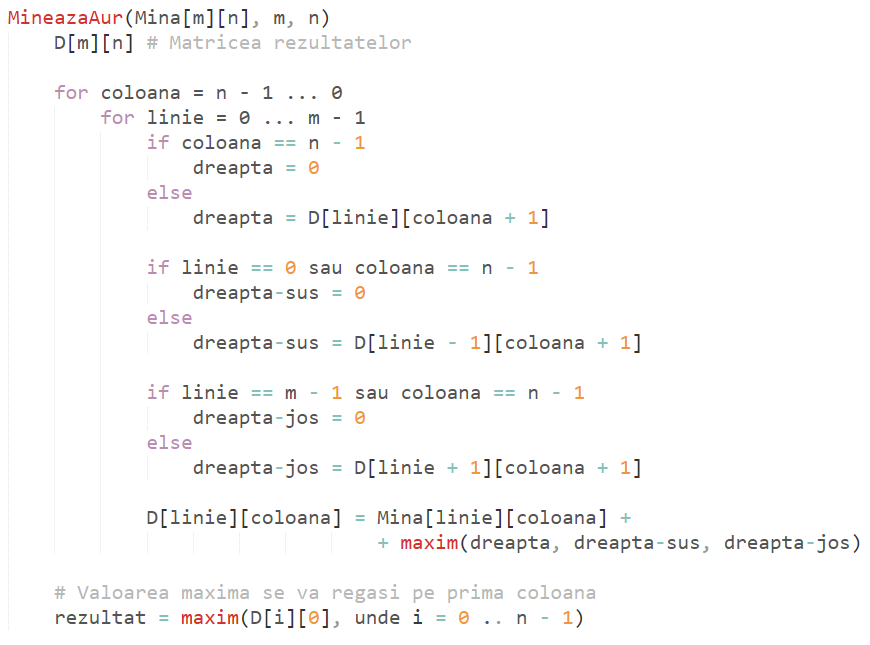 MineazaAur(Mina[m][n], m, n)
    D[m][n] # Matricea rezultatelor

    for coloana = n - 1 ... 0
        for linie = 0 ... m - 1
            if coloana == n - 1
                dreapta = 0
            else
                dreapta = D[linie][coloana + 1]

            if linie == 0 sau coloana == n - 1
                dreapta-sus = 0
            else
                dreapta-sus = D[linie - 1][coloana + 1]

            if linie == m - 1 sau coloana == n - 1
                dreapta-jos = 0
            else
                dreapta-jos = D[linie + 1][coloana + 1]

            D[linie][coloana] = Mina[linie][coloana] +
                                + maxim(dreapta, dreapta-sus, dreapta-jos)

    # Valoarea maxima se va regasi pe prima coloana
    rezultat = maxim(D[i][0], unde i = 0 .. n - 1)